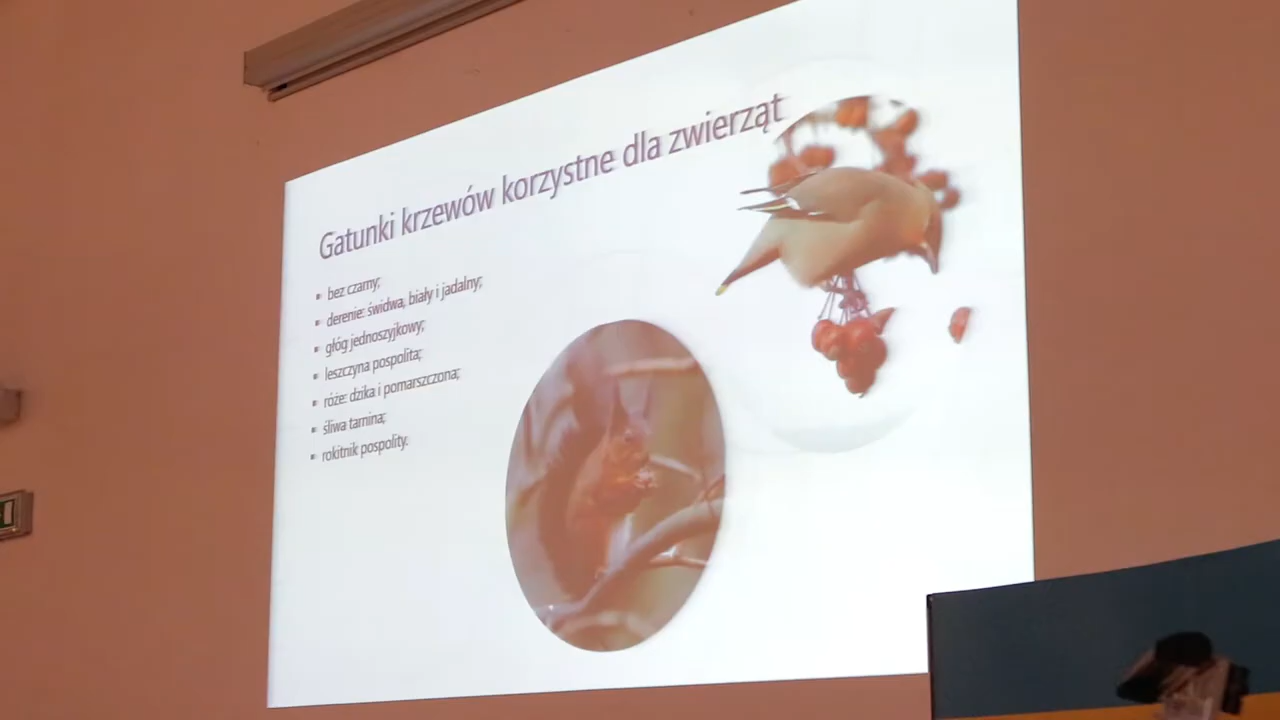 Gatunki krzewów korzystne dla zwierząt
▪ bez czarny;
▪ derenie: świdwa, biały i jadalny;
▪ głóg jednoszyjkowy;
▪ leszczyna pospolita;
▪ róże: dzika i pomarszczona;
▪ śliwa tarnina;
▪ rokitnik pospolity.